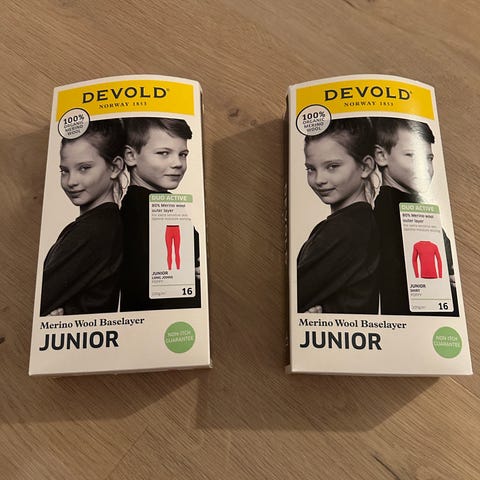 DEVOLD®
NORWAY 1853
100%
ORGANIC
MERINO
WOOL
DUO ACTIVE
80% Merino wool
outer layer
JUNIOR
LONG JOHNS
POPPY
16
Merino Wool Baselayer
JUNIOR
NON-ITCH
GUARANTEE
DEVOLD®
NORWAY 1853
100%
ORGANIC
MERINO
WOOL
DUO ACTIVE
80% Merino wool
outer layer
JUNIOR
SHIRT
POPPY
16
Merino Wool Baselayer
JUNIOR
NON-ITCH
GUARANTEE